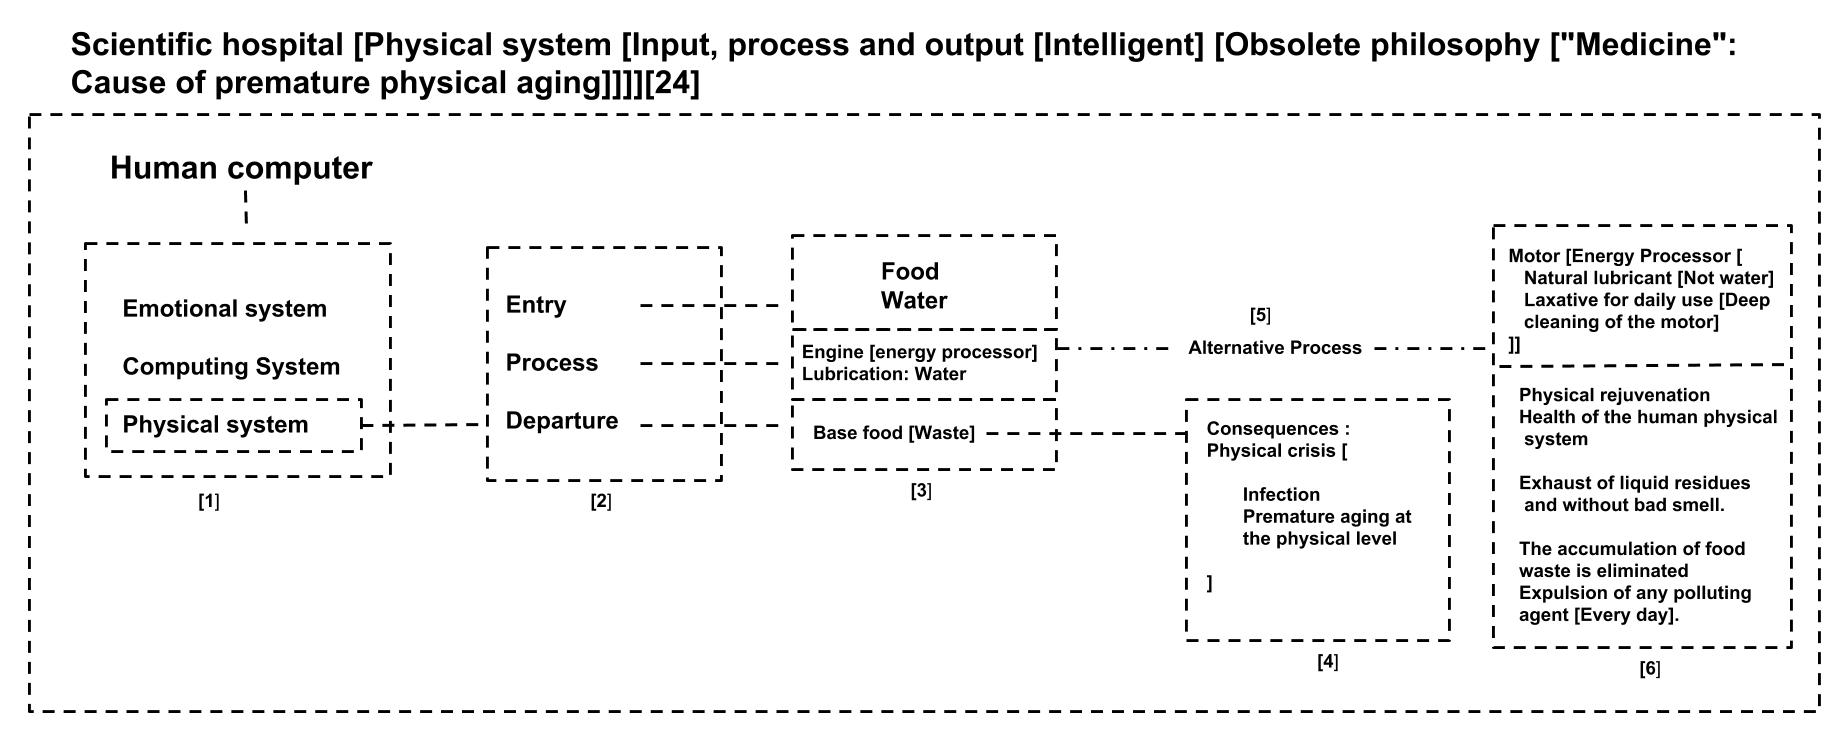 Scientific hospital [Physical system [Input, process and output [Intelligent] [Obsolete philosophy ["Medicine":
Cause of premature physical aging]]]][24]
Human computer
Emotional system
Computing System
Physical system
[1]
Entry
Process
Departure
[2]
Food
Water
Engine [energy processor]
Lubrication: Water
Base food [Waste]
[3]
Consequences :
Physical crisis [
Infection
Premature aging at
the physical level
]
[4]
[5]
Alternative Process
Motor [Energy Processor [
Natural lubricant [Not water]
Laxative for daily use [Deep
cleaning of the motor]
]]
Physical rejuvenation
Health of the human physical
system
Exhaust of liquid residues
and without bad smell.
The accumulation of food
waste is eliminated
Expulsion of any polluting
agent [Every day].
[6]